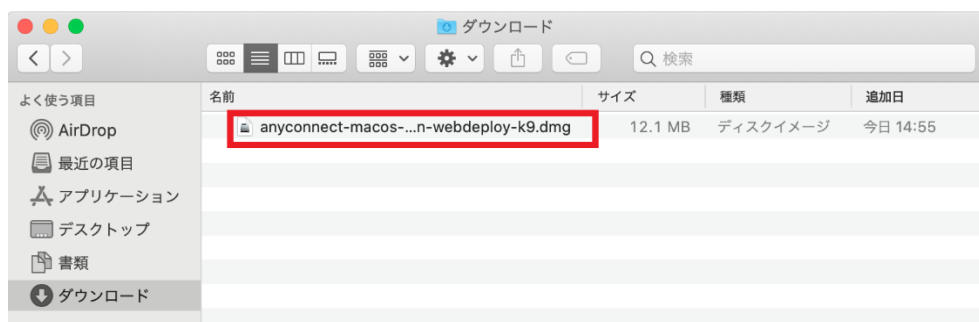 ダウンロード
検索
よく使う項目
AirDrop
最近の項目
アプリケーション
デスクトップ
書類
ダウンロード
名前 サイズ 種類 追加日
anyconnect-macos-...n-webdeploy-k9.dmg 12.1 MB ディスクイメージ 今日 14:55